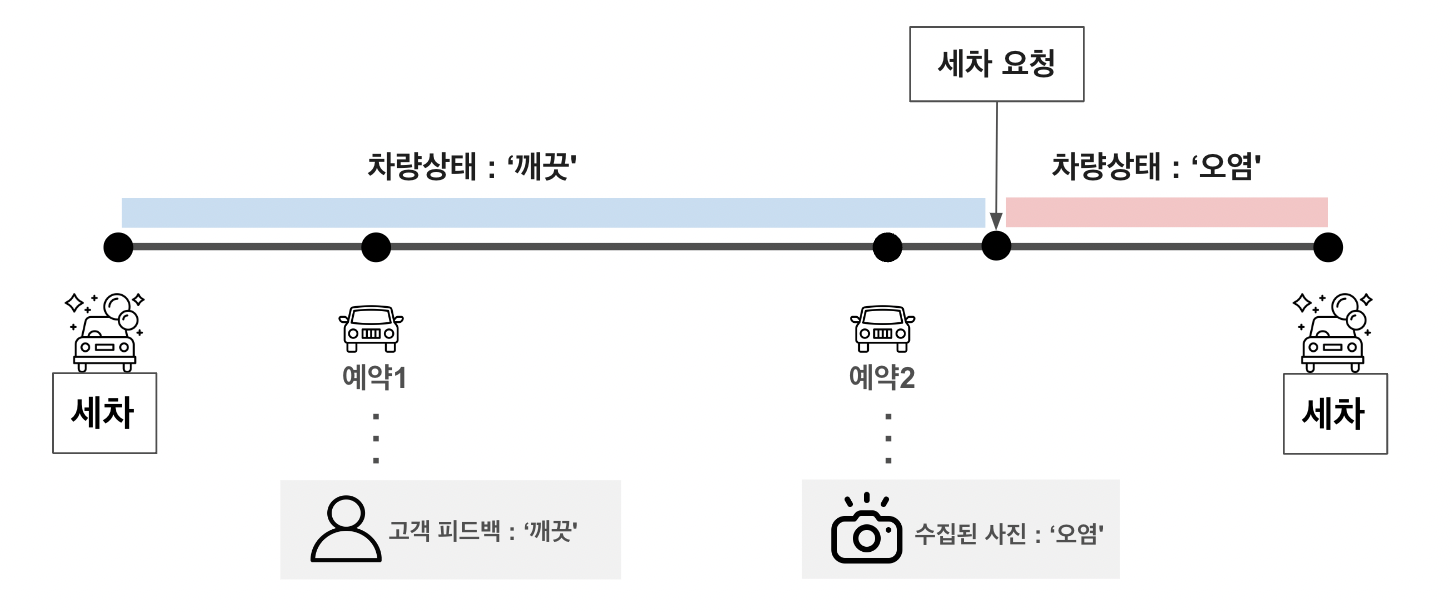 세차 요청
차량상태 : ‘깨끗'
차량상태 : ‘오염'
예약1
예약2
세차
세차
고객 피드백 : ‘깨끗'
수집된 사진 : ‘오염'